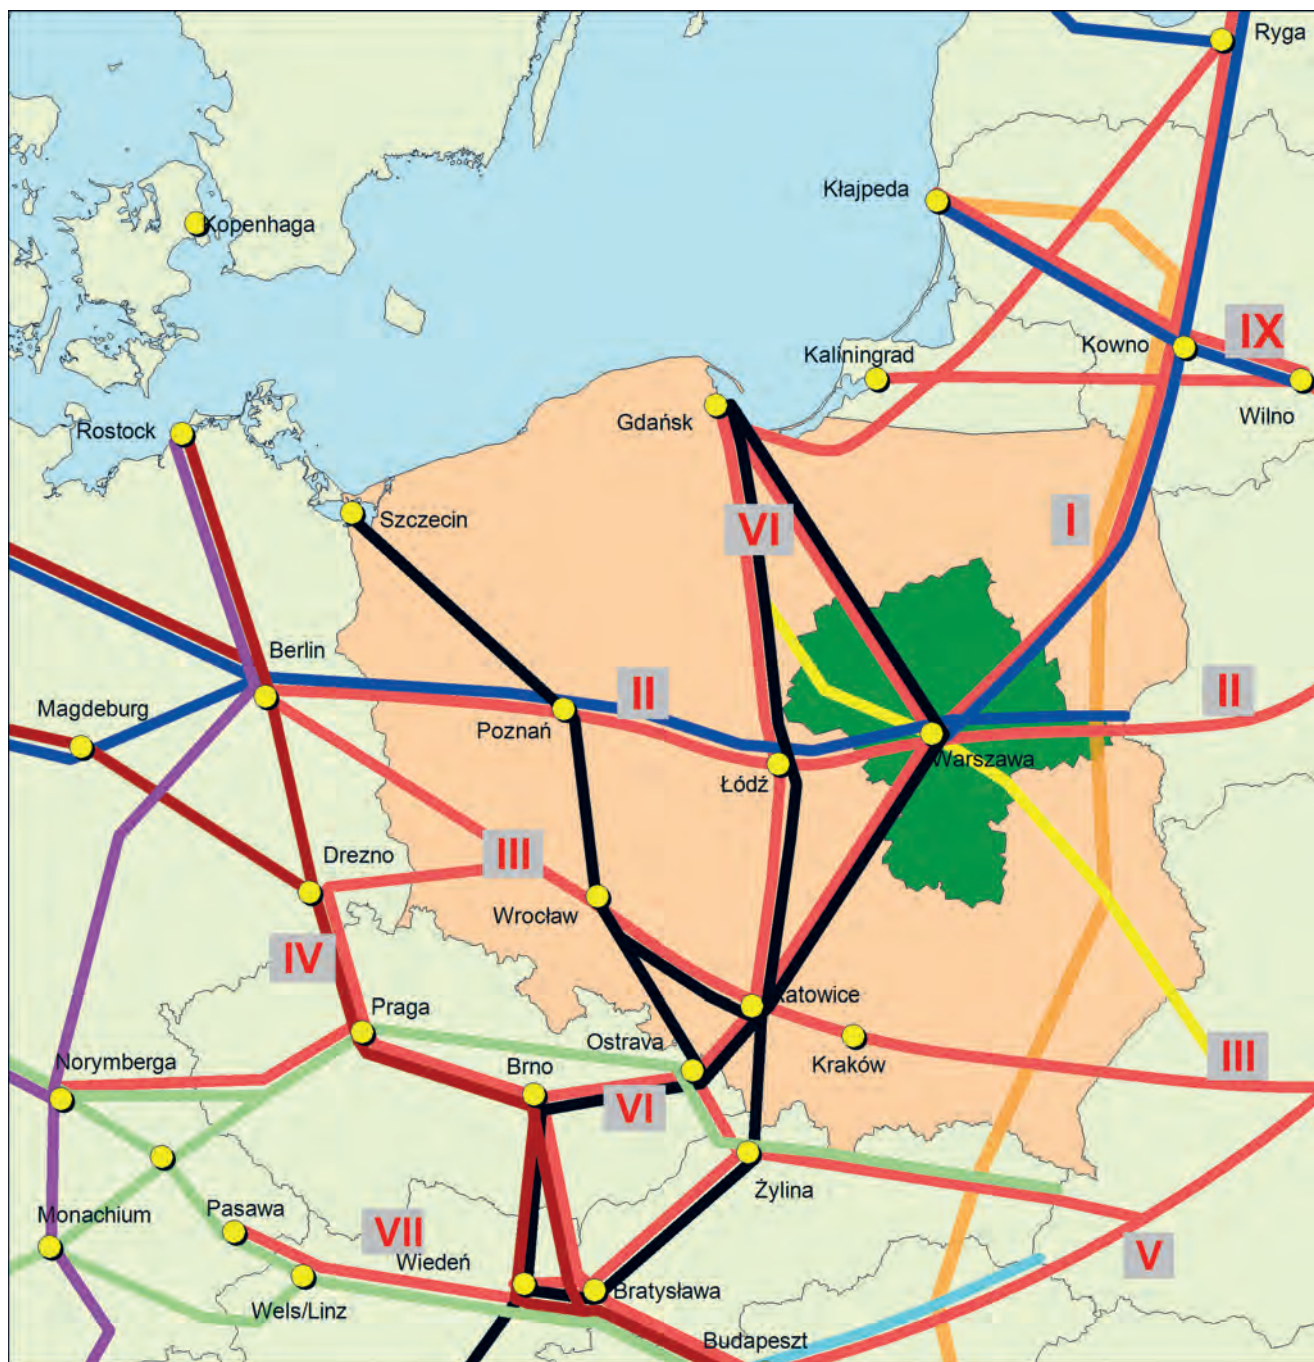 Ryga
Kłajpeda
Kopenhaga
IX
Kowno
Kaliningrad
Wilno
Gdańsk
Rostock
Szczecin
VI
I
Berlin
II
II
Magdeburg
Poznań
Warszawa
Łódź
Drezno
III
Wrocław
IV
Katowice
Praga
Ostrava
Kraków
III
Norymberga
Brno
VI
Żylina
Pasawa
Monachium
VII
Wiedeń
V
Bratysława
Wels/Linz
Budapeszt